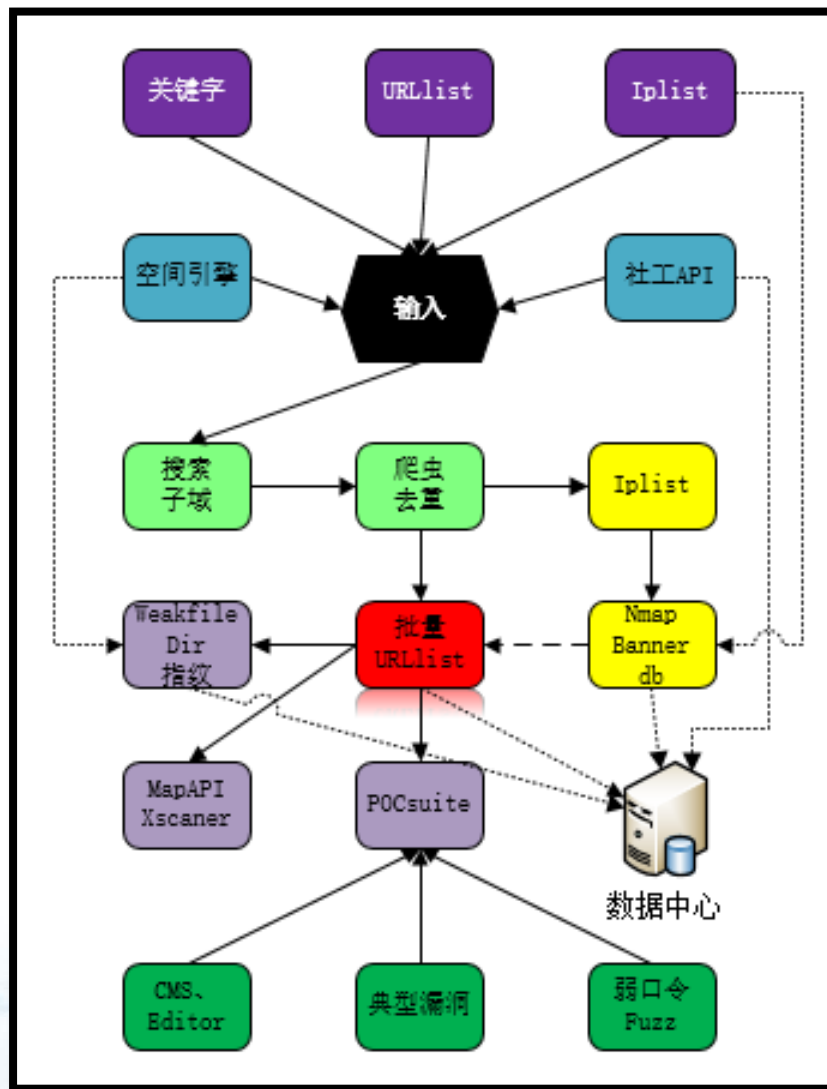 关键字
URLlist
Iplist
空间引擎
输入
社工API
搜索
子域
爬虫
去重
Iplist
Weakfile
Dir
指纹
批量
URLlist
Nmap
Banner
db
MapAPI
Xscaner
POCsuite
数据中心
CMS、
Editor
典型漏洞
弱口令
Fuzz